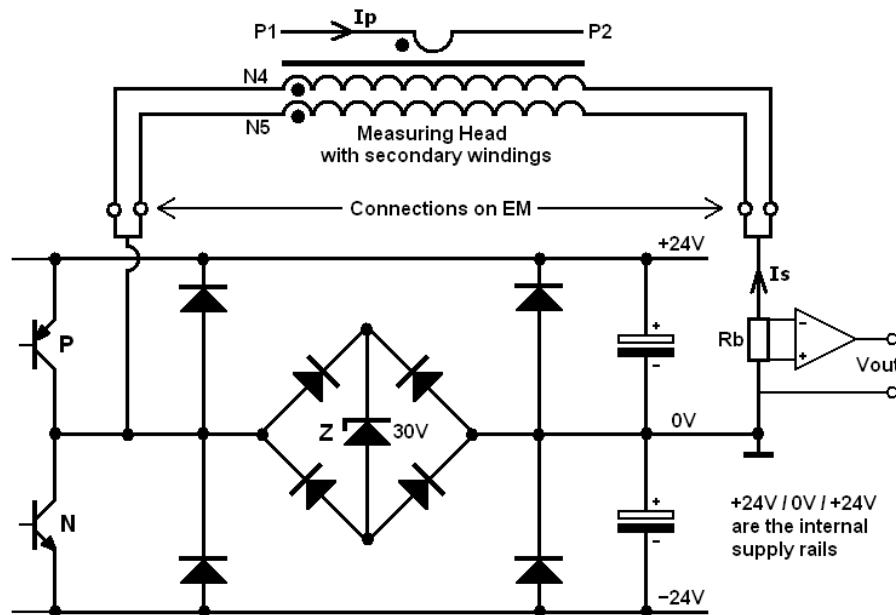 P1
Ip
P2
N4
N5
Measuring Head
with secondary windings
Connections on EM
+24V
Is
P
+
-
Rb
-
+
Vout
Z
30V
0V
N
+
-
+24V / 0V / +24V
are the internal
supply rails
−24V